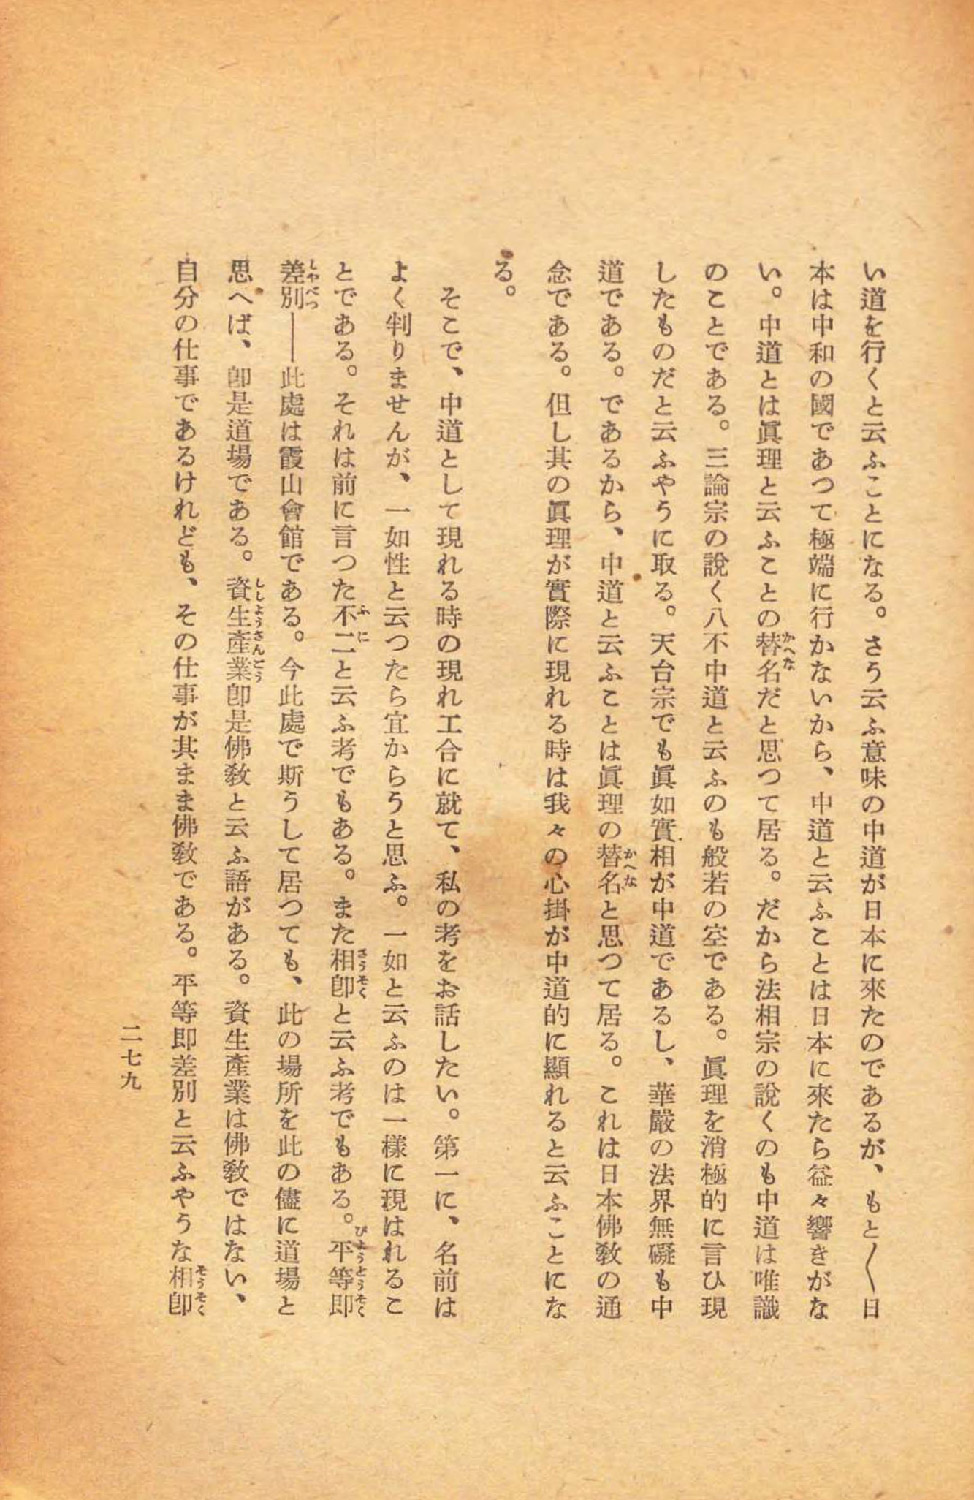 い道を行くと云ふことになる。さう云ふ意味の中道が日本に來たのであるが、もと〱日
本は中和の國であつて極端に行かないから、中道と云ふことは日本に來たら益々響きがな
い。中道とは眞理と云ふことの替名だと思つて居る。だから法相宗の說くのも中道は唯識
のことである。三論宗の說く八不中道と云ふのも般若の空である。眞理を消極的に言ひ現
したものだと云ふやうに取る。天台宗でも眞如實相が中道であるし、華嚴の法界無礙も中
道である。であるから、中道と云ふことは眞理の替名と思つて居る。これは日本佛敎の通
念である。但し其の眞理が實際に現れる時は我々の心掛が中道的に顯れると云ふことにな
る。
そこで、中道として現れる時の現れ工合に就て、私の考をお話したい。第一に、名前は
よく判りませんが、一如性と云つたら宜からうと思ふ。一如と云ふのは一樣に現はれるこ
とである。それは前に言つた不二と云ふ考でもある。また相卽と云ふ考でもある。平等卽
差別――此處は霞山會館である。今此處で斯うして居つても、此の場所を此の儘に道場と
思へば、卽是道場である。資生產業卽是佛敎と云ふ語がある。資生產業は佛敎ではない、
自分の仕事であるけれども、その仕事が其まま佛敎である。平等卽差別と云ふやうな相卽
二七九